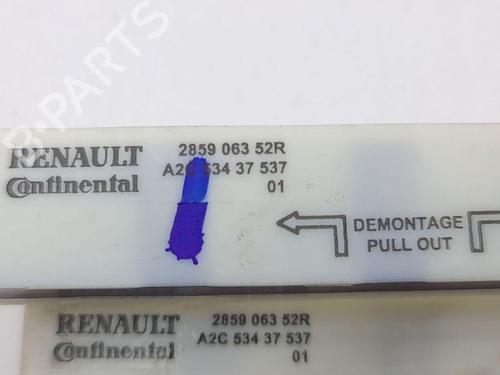 RENAULT 2859 063 52R
Continental A2C 534 37 537
01
DEMONTAGE
PULL OUT
RENAULT 2859 063 52R
Continental A2C 534 37 537
01
B-PARTS